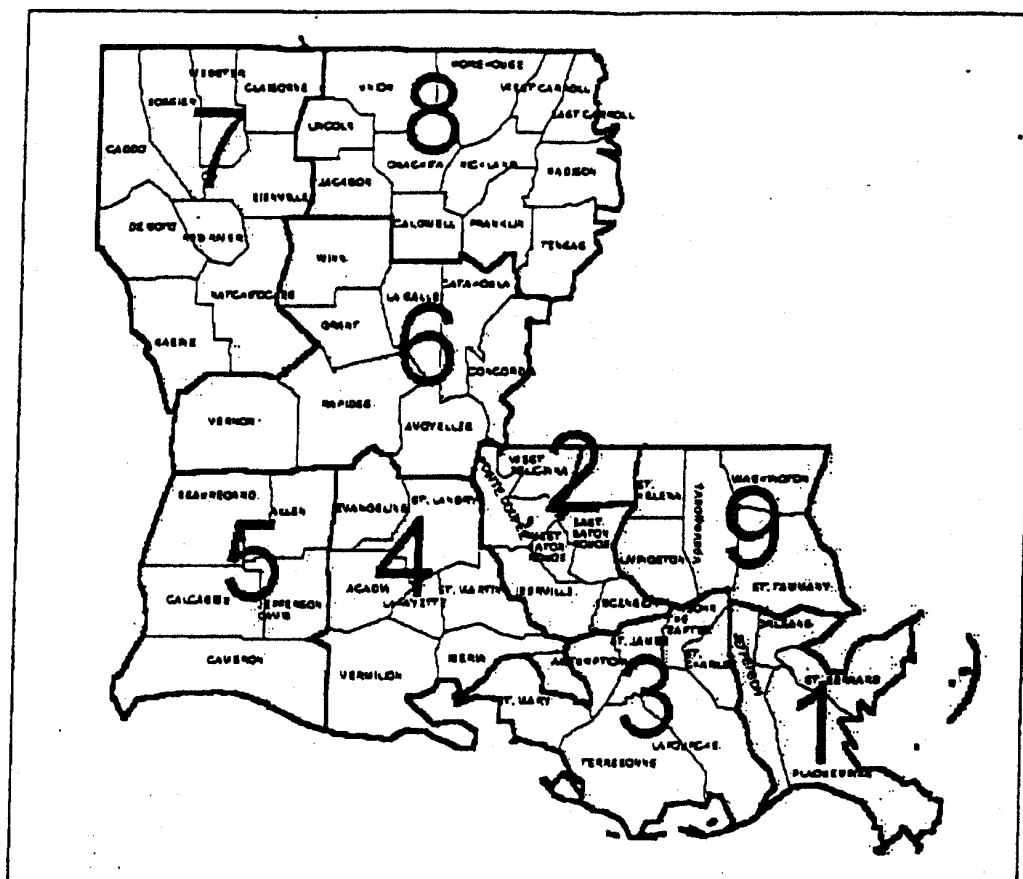 MOREHOUSE
WEBSTER
CLAIBORNE
UNION
8
WEST CARROLL
BOSSIER
EAST CARROLL
7
LINCOLN
CADDO
OUACHITA
RICHLAND
MADISON
JACKSON
BIENVILLE
DE SOTO
RED RIVER
CALDWELL
FRANKLIN
TENSAS
WINN
NATCHITOCHES
LA SALLE
CATAHOULA
GRANT
6
SABINE
CONCORDIA
RAPIDES
VERNON
AVOYELLES
WEST
FELICIANA
2
POINTE COUPEE
ST.
HELENA
TANGIPAHOA
WASHINGTON
BEAUREGARD
ALLEN
EVANGELINE
ST. LANDRY
9
WEST
BATON
ROUGE
EAST
BATON
ROUGE
5
4
LIVINGSTON
ST. TAMMANY
CALCASIEU
JEFFERSON
DAVIS
ACADIA
LAFAYETTE
ST. MARTIN
IBERVILLE
ASCENSION
ORLEANS
ST. JAMES
JEFFERSON
CAMERON
VERMILION
IBERIA
ASSUMPTION
ST. CHARLES
ST. BERNARD
ST. MARY
3
1
LAFOURCHE
TERREBONNE
PLAQUEMINES